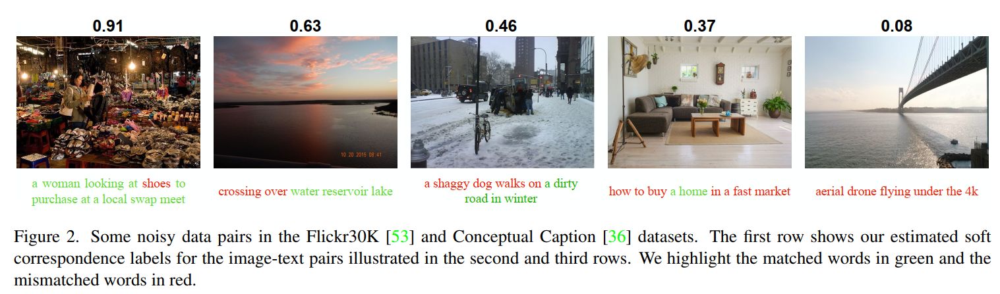 0.91 0.63 0.46 0.37 0.08
10 20 2015 08:41
a woman looking at shoes to
purchase at a local swap meet
crossing over water reservoir lake
a shaggy dog walks on a dirty
road in winter
how to buy a home in a fast market
aerial drone flying under the 4k
Figure 2. Some noisy data pairs in the Flickr30K [53] and Conceptual Caption [36] datasets. The first row shows our estimated soft
correspondence labels for the image-text pairs illustrated in the second and third rows. We highlight the matched words in green and the
mismatched words in red.